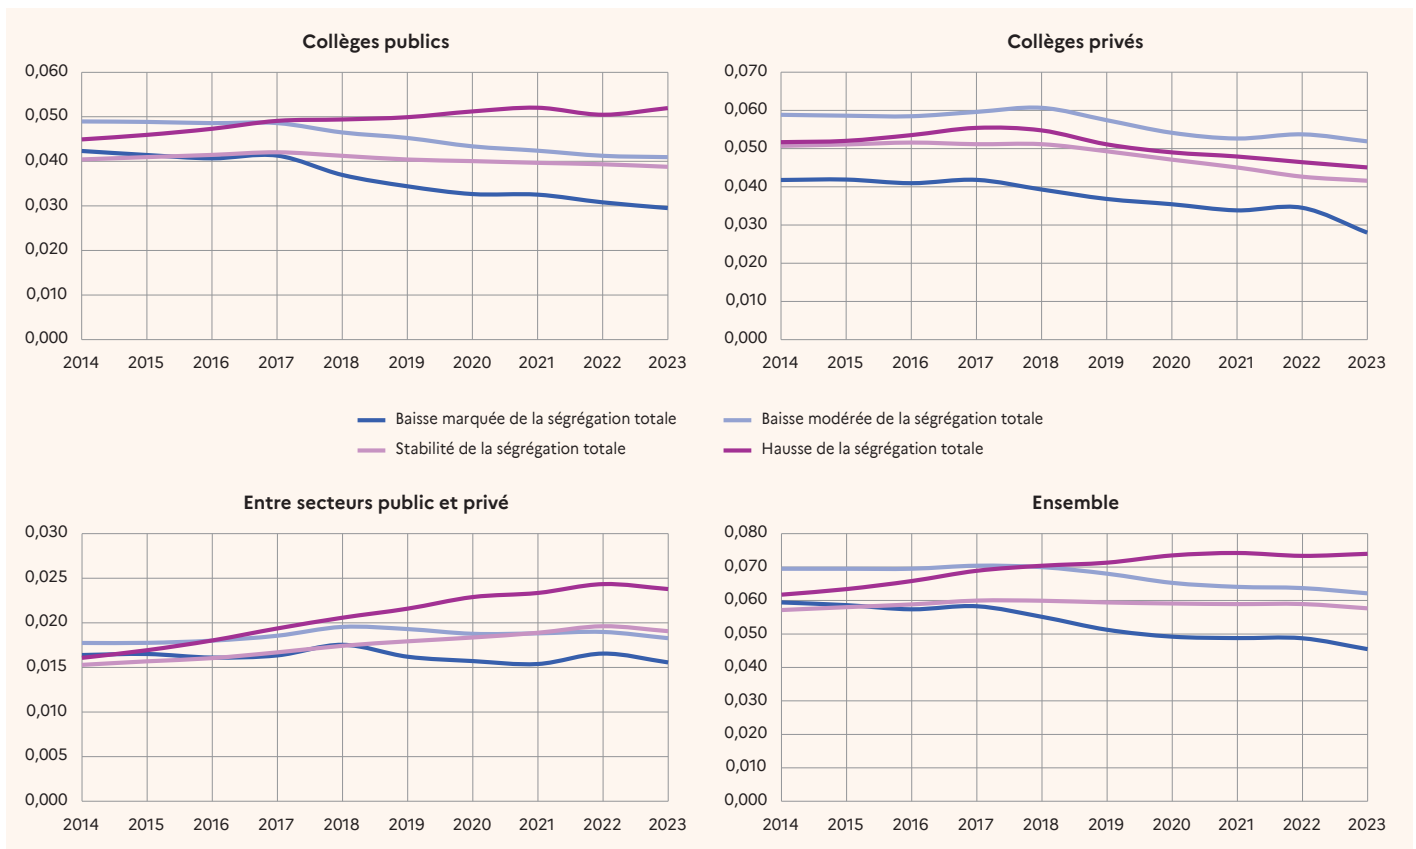 Collèges publics
0,060
0,050
0,040
0,030
0,020
0,010
0,000
2014 2015 2016 2017 2018 2019 2020 2021 2022 2023
Collèges privés
0,070
0,060
0,050
0,040
0,030
0,020
0,010
0,000
2014 2015 2016 2017 2018 2019 2020 2021 2022 2023
Baisse marquée de la ségrégation totale
Baisse modérée de la ségrégation totale
Stabilité de la ségrégation totale
Hausse de la ségrégation totale
Entre secteurs public et privé
0,030
0,025
0,020
0,015
0,010
0,005
0,000
2014 2015 2016 2017 2018 2019 2020 2021 2022 2023
Ensemble
0,080
0,070
0,060
0,050
0,040
0,030
0,020
0,010
0,000
2014 2015 2016 2017 2018 2019 2020 2021 2022 2023